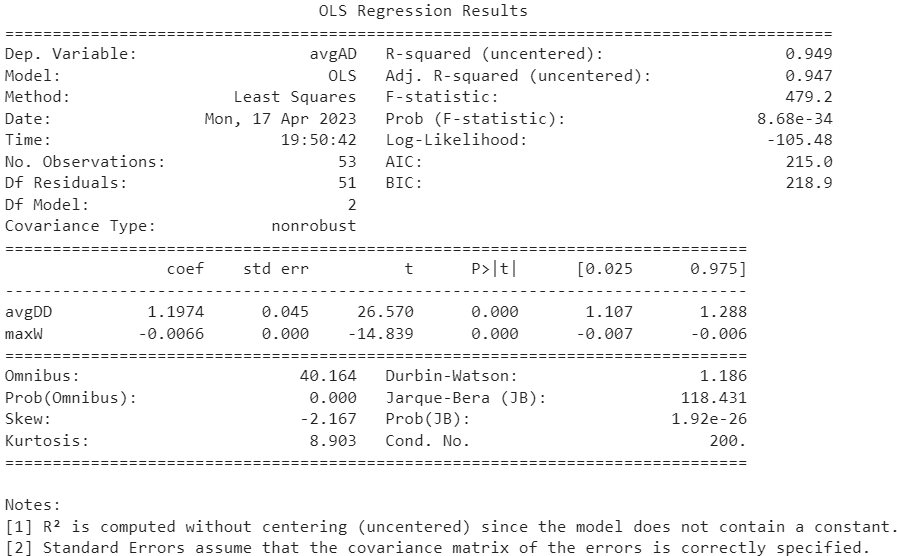 OLS Regression Results
==============================================================================
Dep. Variable: avgAD R-squared (uncentered): 0.949
Model: OLS Adj. R-squared (uncentered): 0.947
Method: Least Squares F-statistic: 479.2
Date: Mon, 17 Apr 2023 Prob (F-statistic): 8.68e-34
Time: 19:50:42 Log-Likelihood: -105.48
No. Observations: 53 AIC: 215.0
Df Residuals: 51 BIC: 218.9
Df Model: 2
Covariance Type: nonrobust
==============================================================================
coef std err t P>|t| [0.025 0.975]
------------------------------------------------------------------------------
avgDD 1.1974 0.045 26.570 0.000 1.107 1.288
maxW -0.0066 0.000 -14.839 0.000 -0.007 -0.006
==============================================================================
Omnibus: 40.164 Durbin-Watson: 1.186
Prob(Omnibus): 0.000 Jarque-Bera (JB): 118.431
Skew: -2.167 Prob(JB): 1.92e-26
Kurtosis: 8.903 Cond. No. 200.
==============================================================================
Notes:
[1] R² is computed without centering (uncentered) since the model does not contain a constant.
[2] Standard Errors assume that the covariance matrix of the errors is correctly specified.